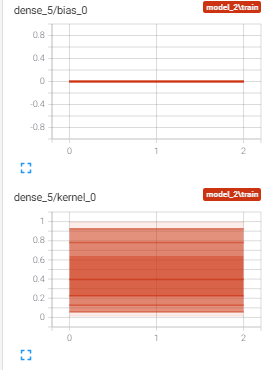 dense_5/bias_0
model_2\train
0.8
0.4
0
-0.4
-0.8
0 1 2
dense_5/kernel_0
model_2\train
1
0.8
0.6
0.4
0.2
0
0 1 2